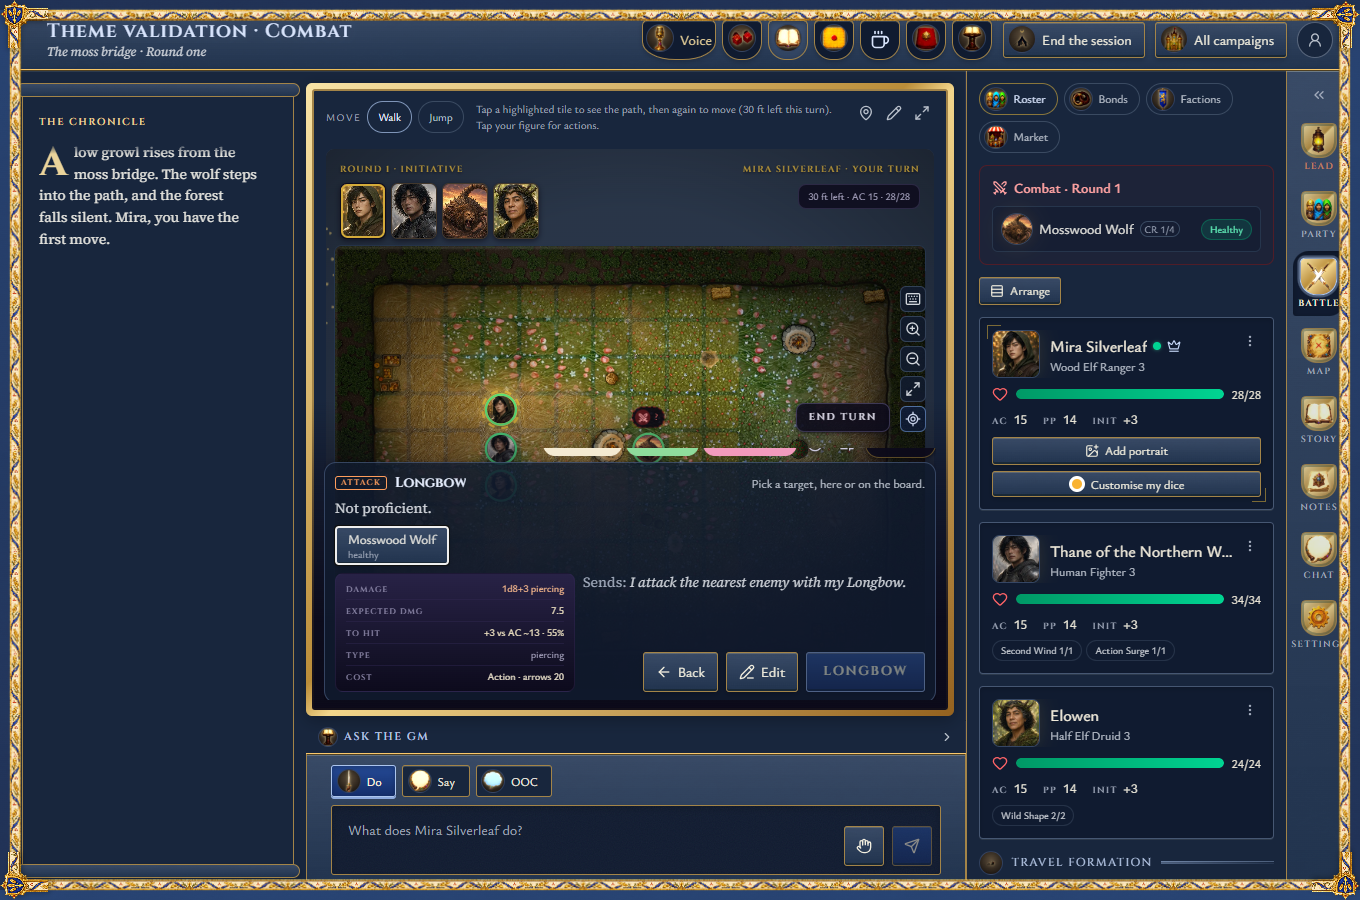 THEME VALIDATION · COMBAT
The moss bridge · Round one
Voice
End the session
All campaigns
THE CHRONICLE
A low growl rises from the
moss bridge. The wolf steps
into the path, and the forest
falls silent. Mira, you have the
first move.
MOVE
Walk
Jump
Tap a highlighted tile to see the path, then again to move (30 ft left this turn).
Tap your figure for actions.
ROUND 1 · INITIATIVE
MIRA SILVERLEAF · YOUR TURN
30 ft left · AC 15 · 28/28
END TURN
ATTACK
LONGBOW
Pick a target, here or on the board.
Not proficient.
Mosswood Wolf
healthy
DAMAGE 1d8+3 piercing
EXPECTED DMG 7.5
TO HIT +3 vs AC ~13 · 55%
TYPE piercing
COST Action · arrows 20
Sends: I attack the nearest enemy with my Longbow.
Back
Edit
LONGBOW
ASK THE GM
Do
Say
OOC
What does Mira Silverleaf do?
Roster
Bonds
Factions
Market
Combat · Round 1
Mosswood Wolf
CR 1/4
Healthy
Arrange
Mira Silverleaf
Wood Elf Ranger 3
28/28
AC 15 PP 14 INIT +3
Add portrait
Customise my dice
Thane of the Northern W...
Human Fighter 3
34/34
AC 15 PP 14 INIT +3
Second Wind 1/1
Action Surge 1/1
Elowen
Half Elf Druid 3
24/24
AC 15 PP 14 INIT +3
Wild Shape 2/2
TRAVEL FORMATION
LEAD
PARTY
BATTLE
MAP
STORY
NOTES
CHAT
SETTING